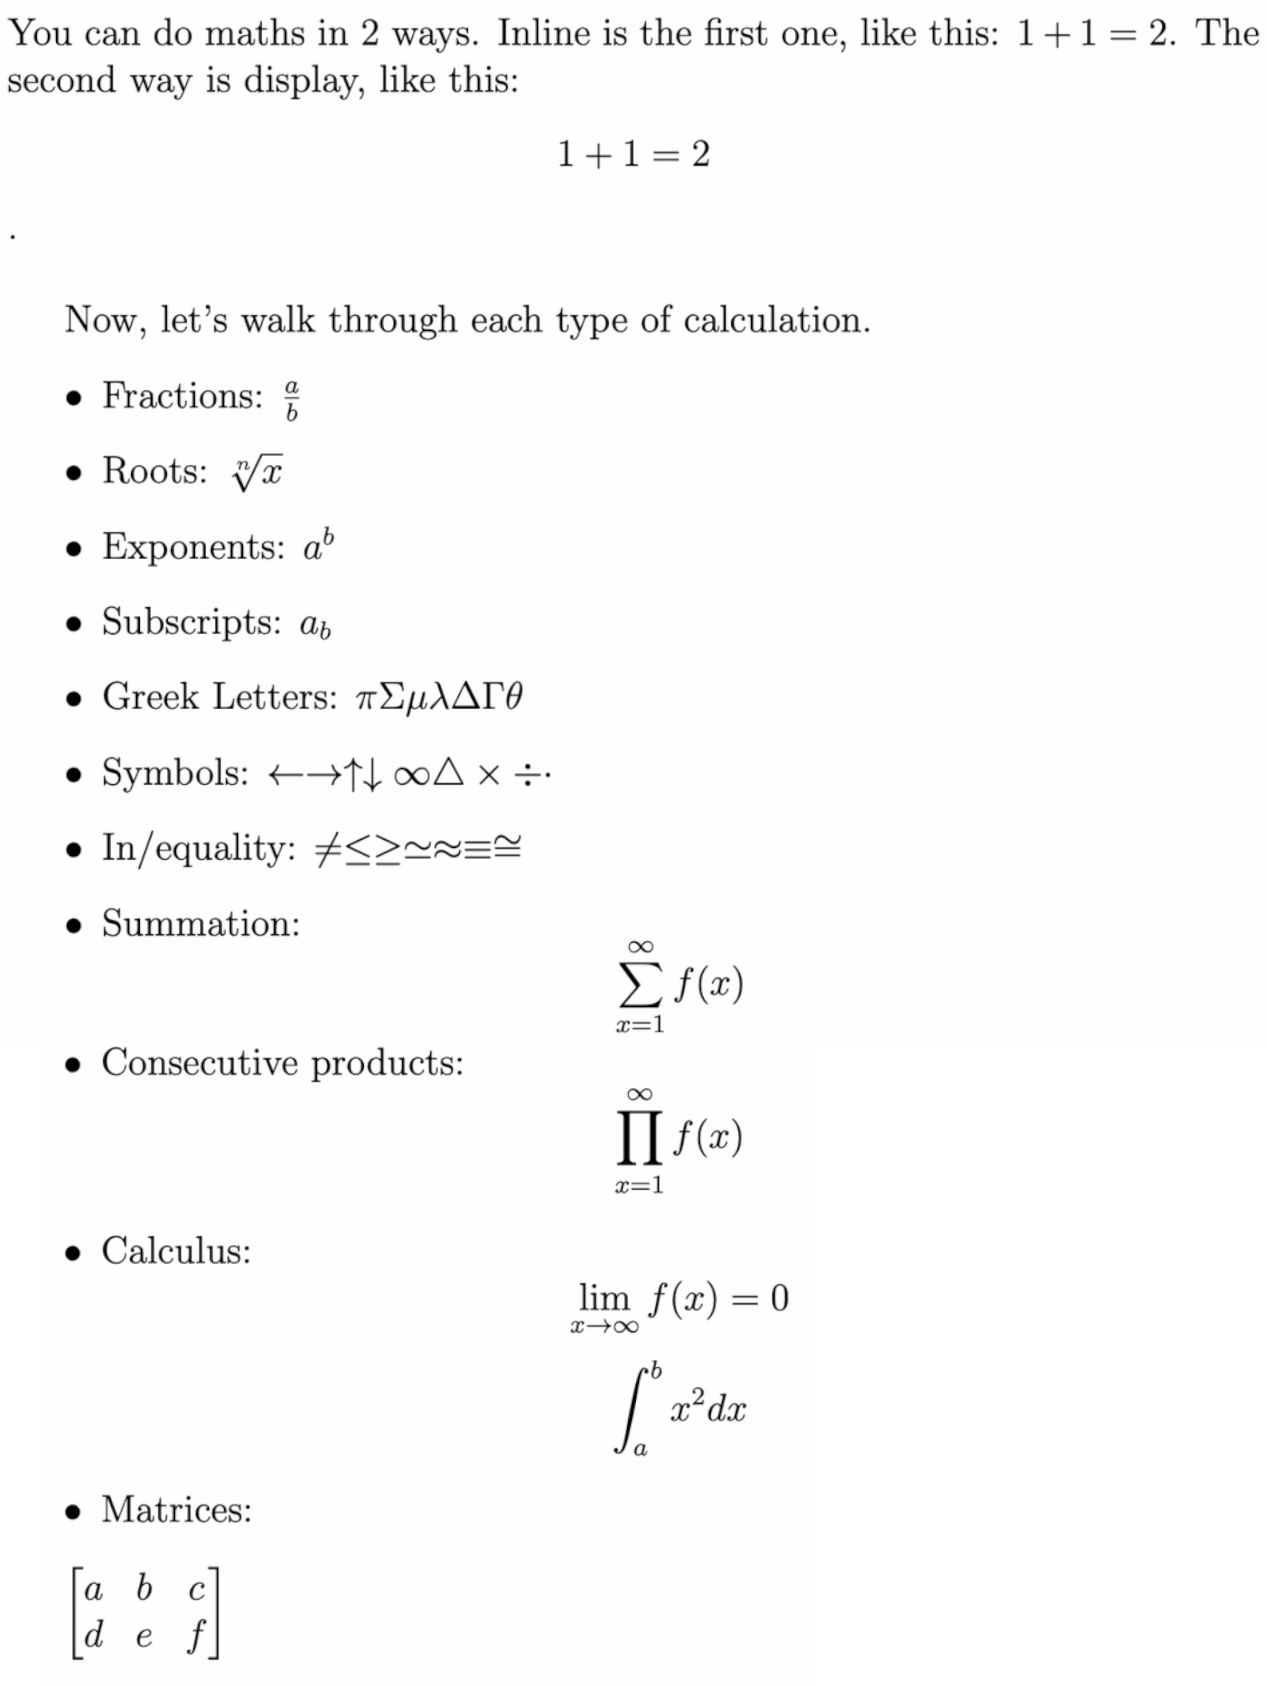 You can do maths in 2 ways. Inline is the first one, like this: 1 + 1 = 2. The
second way is display, like this:
1 + 1 = 2
.
Now, let's walk through each type of calculation.
• Fractions: a/b
• Roots: ⁿ√x
• Exponents: a^b
• Subscripts: a_b
• Greek Letters: πΣμλΔΓθ
• Symbols: ←→↑↓ ∞△ × ÷·
• In/equality: ≠≤≥≃≈≡≅
• Summation:
∞
∑ f(x)
x=1
• Consecutive products:
∞
∏ f(x)
x=1
• Calculus:
lim f(x) = 0
x→∞
∫_a^b x²dx
• Matrices:
[a b c
d e f]